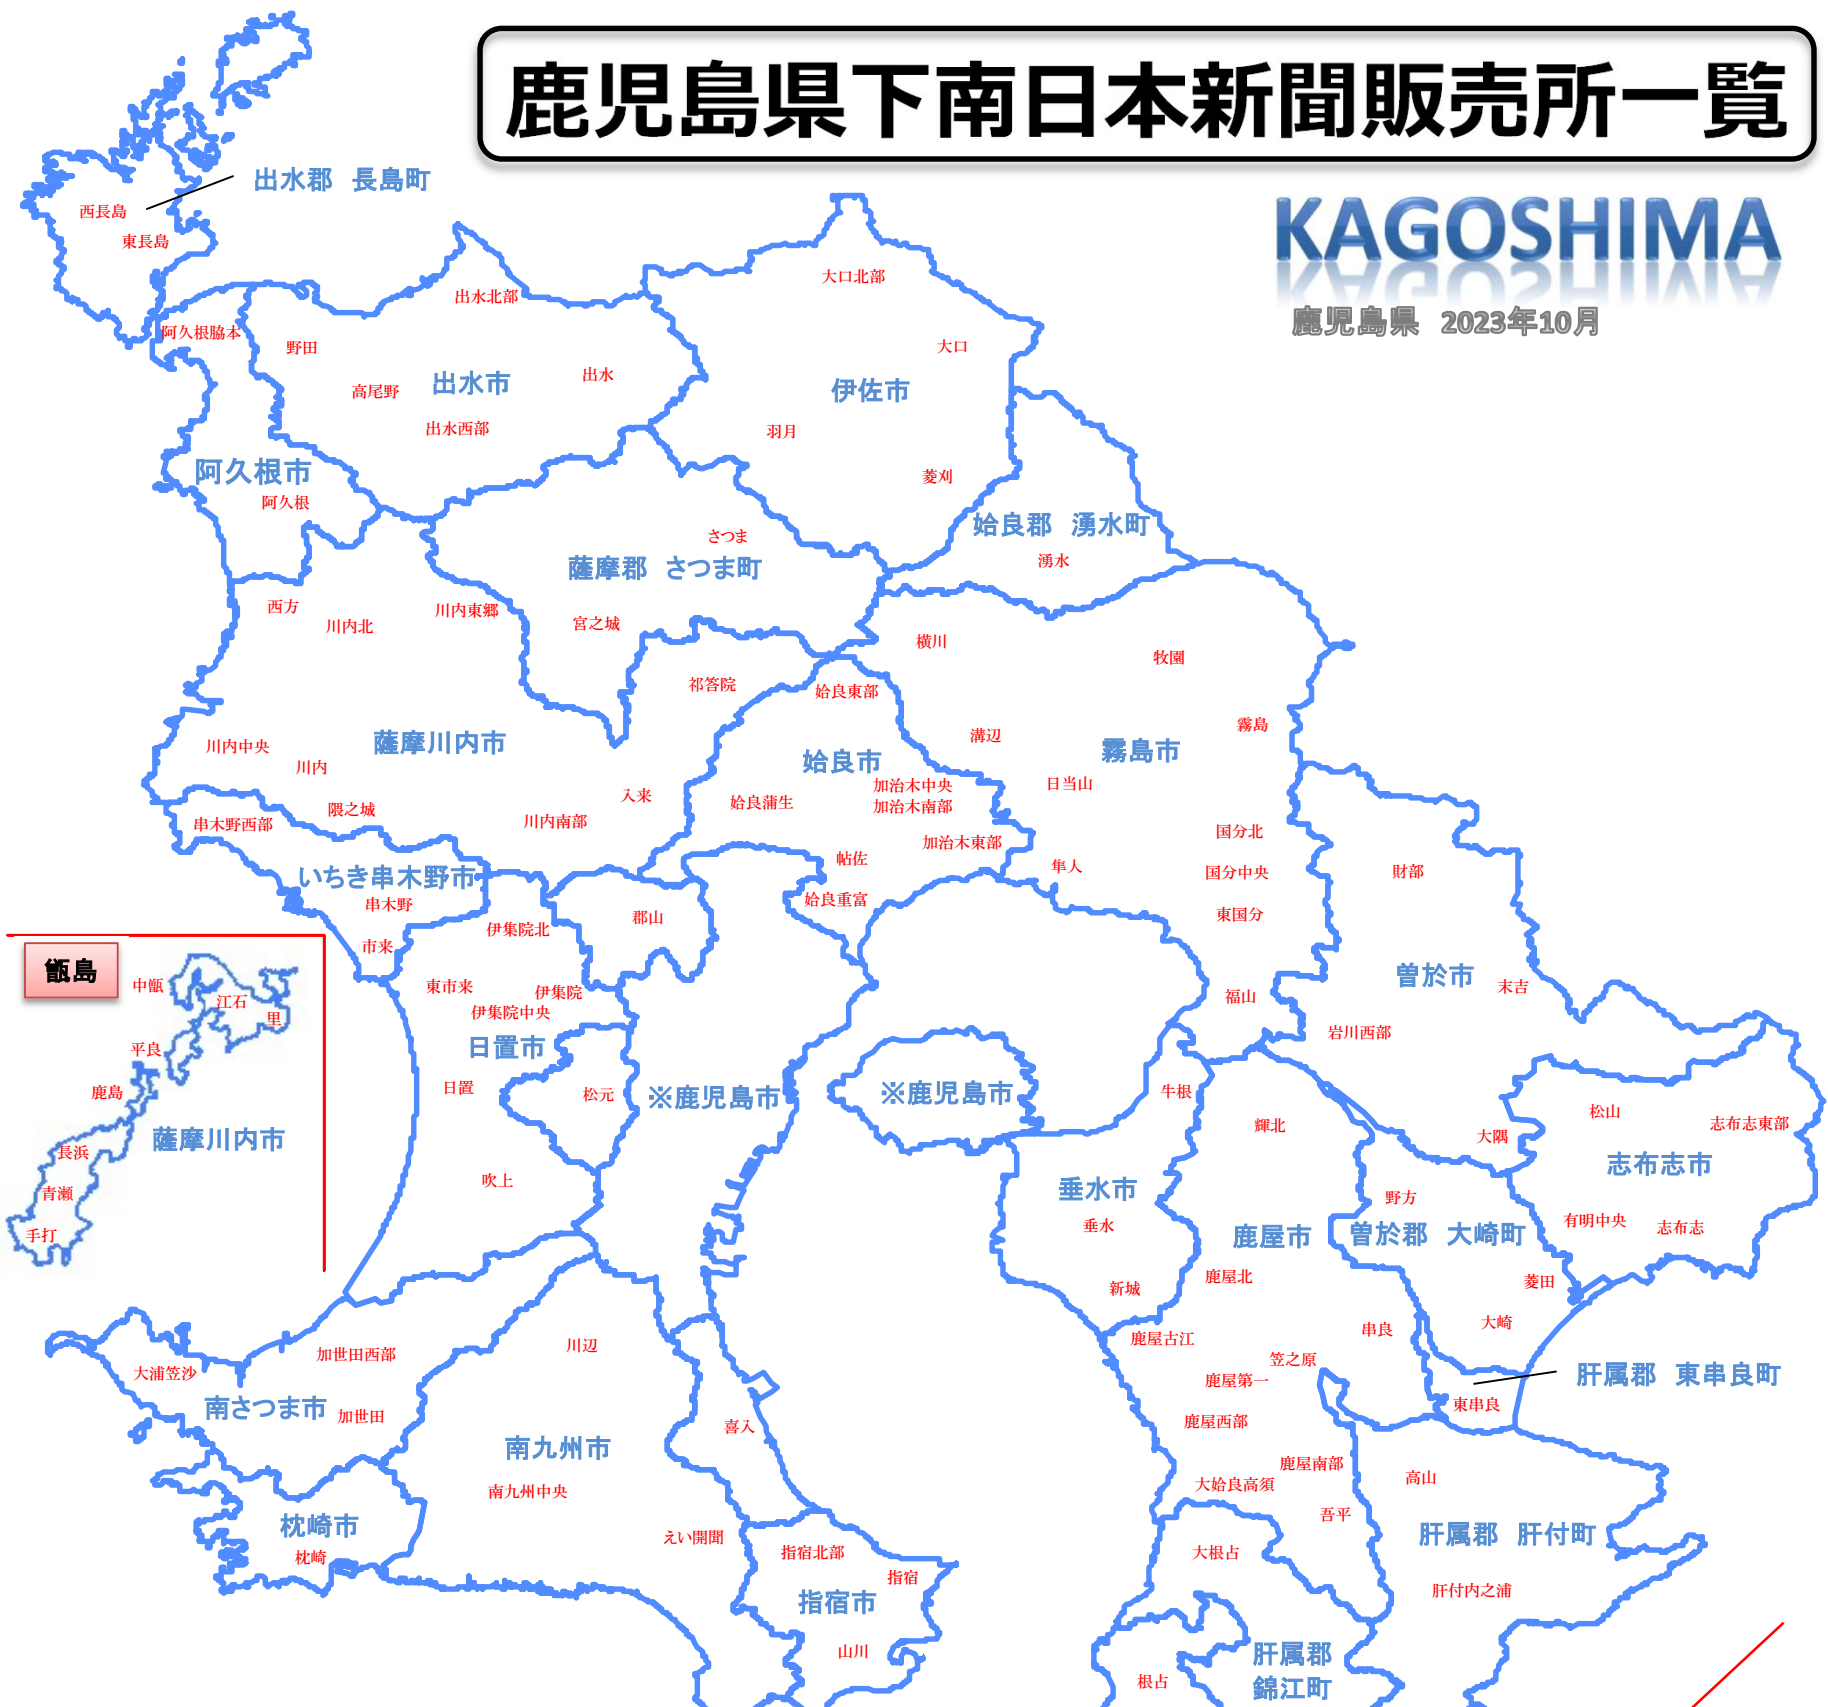 鹿児島県下南日本新聞販売所一覧
KAGOSHIMA
鹿児島県 2023年10月
出水郡 長島町
西長島
東長島
出水北部
大口北部
阿久根脇本
野田
大口
高尾野
出水市
出水
伊佐市
出水西部
羽月
阿久根市
菱刈
阿久根
始良郡 湧水町
さつま
湧水
薩摩郡 さつま町
西方
川内東郷
川内北
宮之城
横川
牧園
祁答院
始良東部
霧島
溝辺
川内中央
薩摩川内市
霧島市
始良市
川内
日当山
加治木中央
入来
始良蒲生
加治木南部
隈之城
串木野西部
川内南部
国分北
加治木東部
帖佐
隼人
国分中央
財部
いちき串木野市
串木野
始良重富
郡山
東国分
伊集院北
市来
甑島
中甑
東市来
伊集院
曽於市
末吉
江石
福山
伊集院中央
里
岩川西部
平良
日置市
鹿島
日置
松元
※鹿児島市
※鹿児島市
牛根
松山
輝北
志布志東部
薩摩川内市
大隅
長浜
志布志市
吹上
垂水市
青瀬
野方
垂水
有明中央
志布志
手打
鹿屋市
曽於郡 大崎町
鹿屋北
菱田
新城
大崎
串良
鹿屋古江
川辺
加世田西部
笠之原
大浦笠沙
鹿屋第一
肝属郡 東串良町
南さつま市
加世田
東串良
鹿屋西部
喜入
南九州市
鹿屋南部
高山
大始良高須
南九州中央
吾平
枕崎市
えい開聞
肝属郡 肝付町
枕崎
指宿北部
大根占
指宿
肝付内之浦
指宿市
山川
肝属郡
錦江町
根占